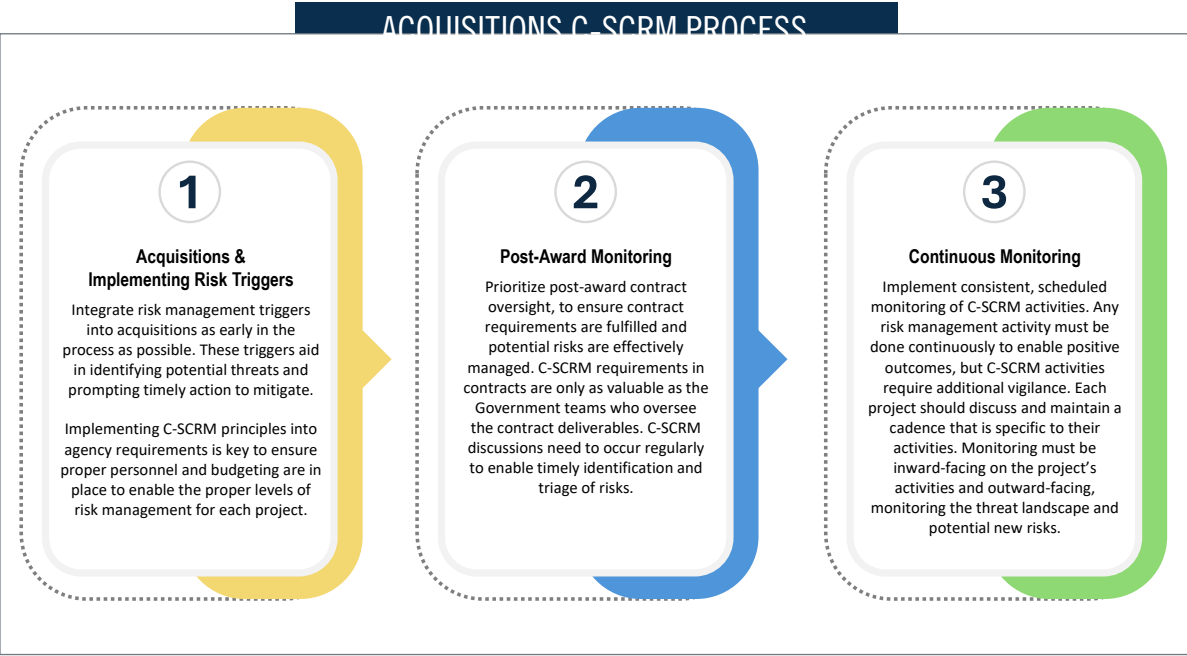 ACQUISITIONS C-SCRM PROCESS
1
Acquisitions &
Implementing Risk Triggers
Integrate risk management triggers
into acquisitions as early in the
process as possible. These triggers aid
in identifying potential threats and
prompting timely action to mitigate.
Implementing C-SCRM principles into
agency requirements is key to ensure
proper personnel and budgeting are in
place to enable the proper levels of
risk management for each project.
2
Post-Award Monitoring
Prioritize post-award contract
oversight, to ensure contract
requirements are fulfilled and
potential risks are effectively
managed. C-SCRM requirements in
contracts are only as valuable as the
Government teams who oversee
the contract deliverables. C-SCRM
discussions need to occur regularly
to enable timely identification and
triage of risks.
3
Continuous Monitoring
Implement consistent, scheduled
monitoring of C-SCRM activities. Any
risk management activity must be
done continuously to enable positive
outcomes, but C-SCRM activities
require additional vigilance. Each
project should discuss and maintain a
cadence that is specific to their
activities. Monitoring must be
inward-facing on the project’s
activities and outward-facing,
monitoring the threat landscape and
potential new risks.